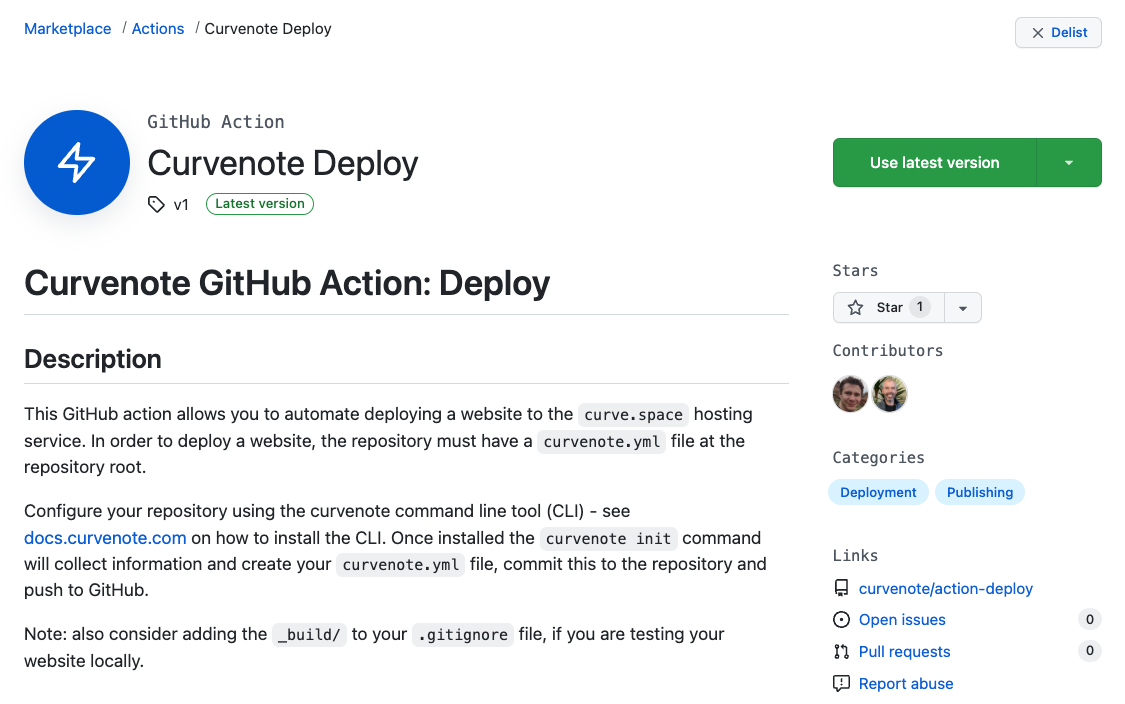 Marketplace / Actions / Curvenote Deploy
Delist
GitHub Action
Curvenote Deploy
v1 Latest version
Use latest version
Curvenote GitHub Action: Deploy
Description
This GitHub action allows you to automate deploying a website to the curve.space hosting
service. In order to deploy a website, the repository must have a curvenote.yml file at the
repository root.
Configure your repository using the curvenote command line tool (CLI) - see
docs.curvenote.com on how to install the CLI. Once installed the curvenote init command
will collect information and create your curvenote.yml file, commit this to the repository and
push to GitHub.
Note: also consider adding the _build/ to your .gitignore file, if you are testing your
website locally.
Stars
Star 1
Contributors
Categories
Deployment Publishing
Links
curvenote/action-deploy
Open issues 0
Pull requests 0
Report abuse